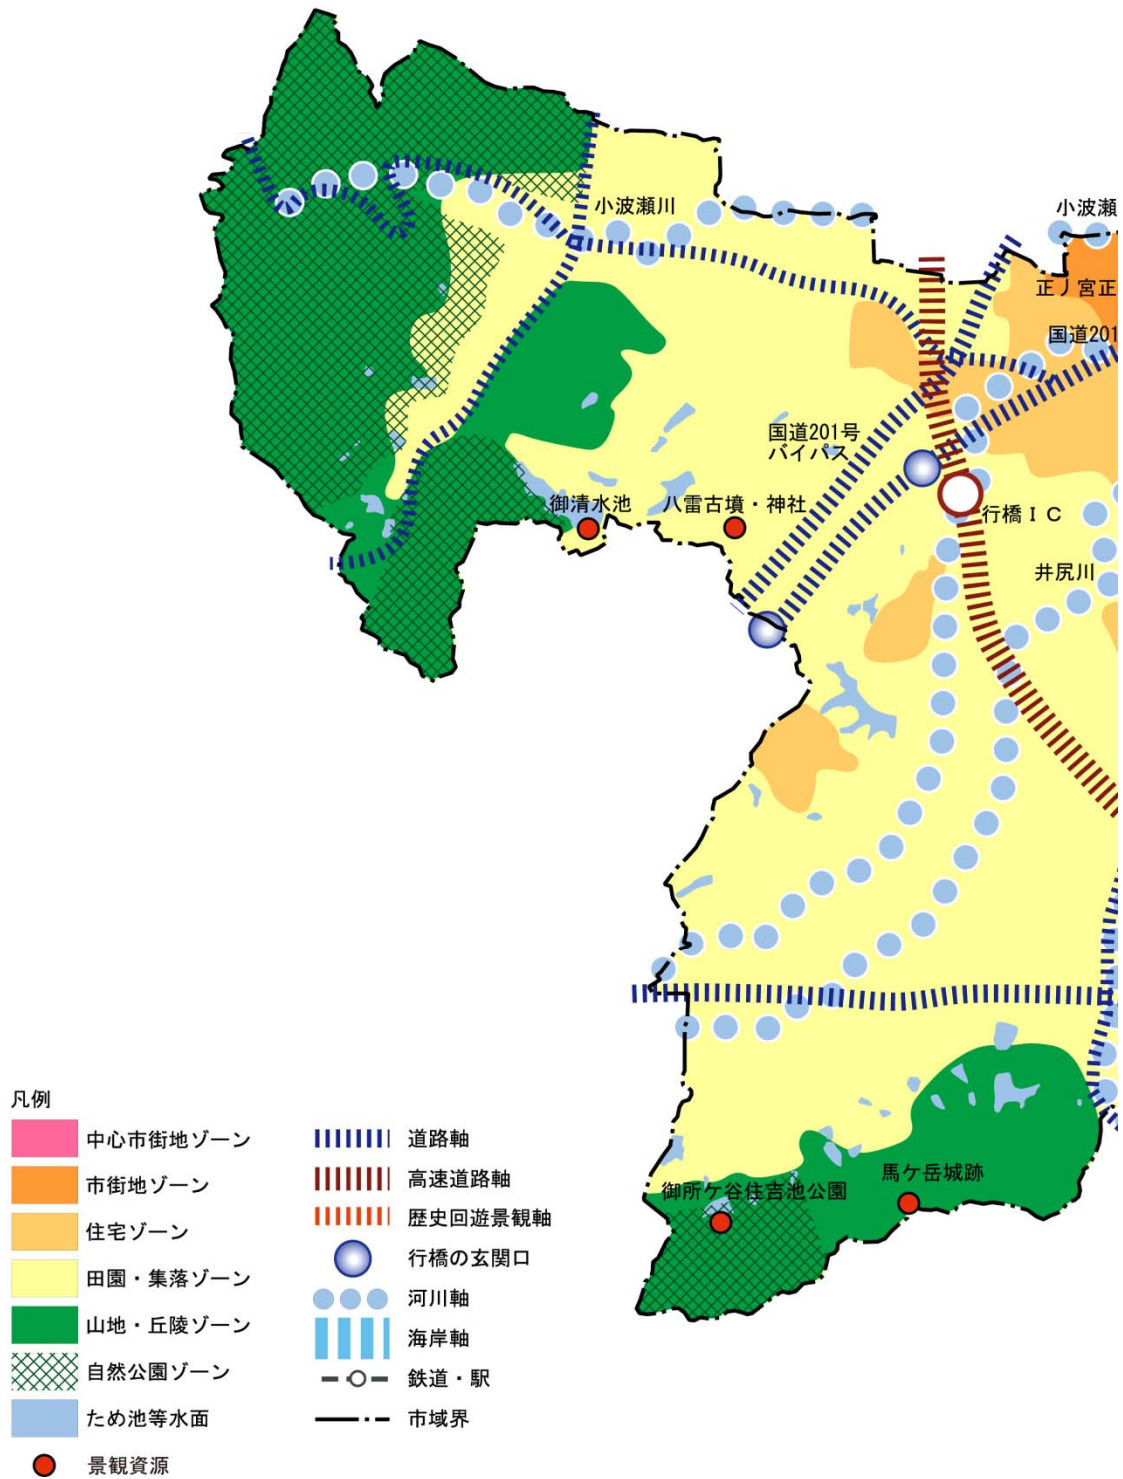 小波瀬川
小波瀬
正ノ宮正
国道201
国道201号
バイパス
御清水池
八雷古墳・神社
行橋ＩＣ
井尻川
御所ケ谷住吉池公園
馬ケ岳城跡
凡例
中心市街地ゾーン
市街地ゾーン
住宅ゾーン
田園・集落ゾーン
山地・丘陵ゾーン
自然公園ゾーン
ため池等水面
景観資源
道路軸
高速道路軸
歴史回遊景観軸
行橋の玄関口
河川軸
海岸軸
鉄道・駅
市域界